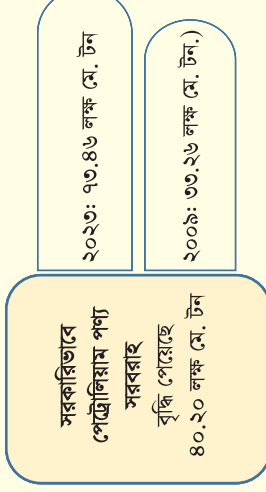 সরকারিভাবে
পেট্রোলিয়াম পণ্য
সরবরাহ
বৃদ্ধি পেয়েছে
৪০.২০ লক্ষ মে. টন
২০২৩: ৭৩.৪৬ লক্ষ মে. টন
২০০৯: ৩৩.২৬ লক্ষ মে. টন.)